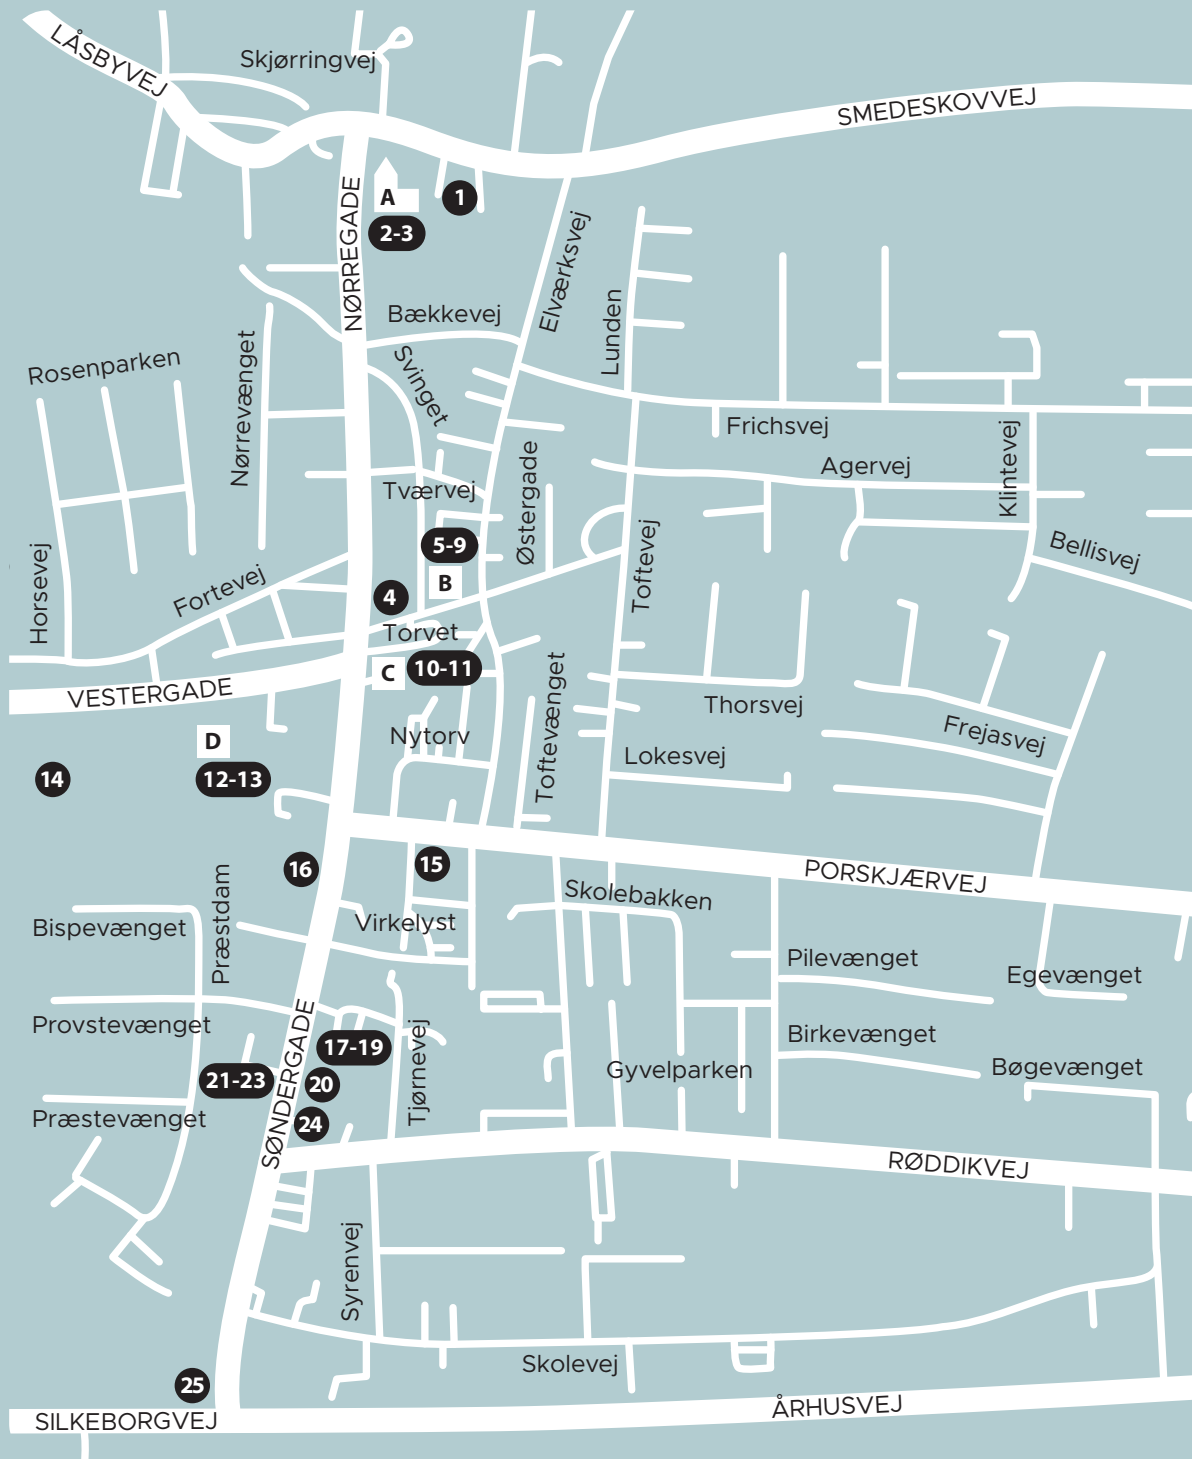 LÅSBYVEJ
Skjørringvej
SMEDESKOVVEJ
A
1
2-3
NØRREGADE
Elværksvej
Lunden
Bækkevej
Svinget
Rosenparken
Nørrevænget
Frichsvej
Agervej
Klintevej
Tværvej
Østergade
5-9
B
4
Toftevej
Bellisvej
Horsevej
Fortevej
Torvet
C
10-11
VESTERGADE
Thorsvej
Frejasvej
D
Nytorv
Toftevænget
Lokesvej
14
12-13
16
15
PORSKJÆRVEJ
Skolebakken
Bispevænget
Præstdam
Virkelyst
Pilevænget
Egevænget
Provstevænget
SØNDERGADE
17-19
Tjørnevej
Birkevænget
Gyvelparken
Bøgevænget
21-23
20
Præstevænget
24
RØDDIKVEJ
Syrenvej
Skolevej
25
SILKEBORGVEJ
ÅRHUSVEJ